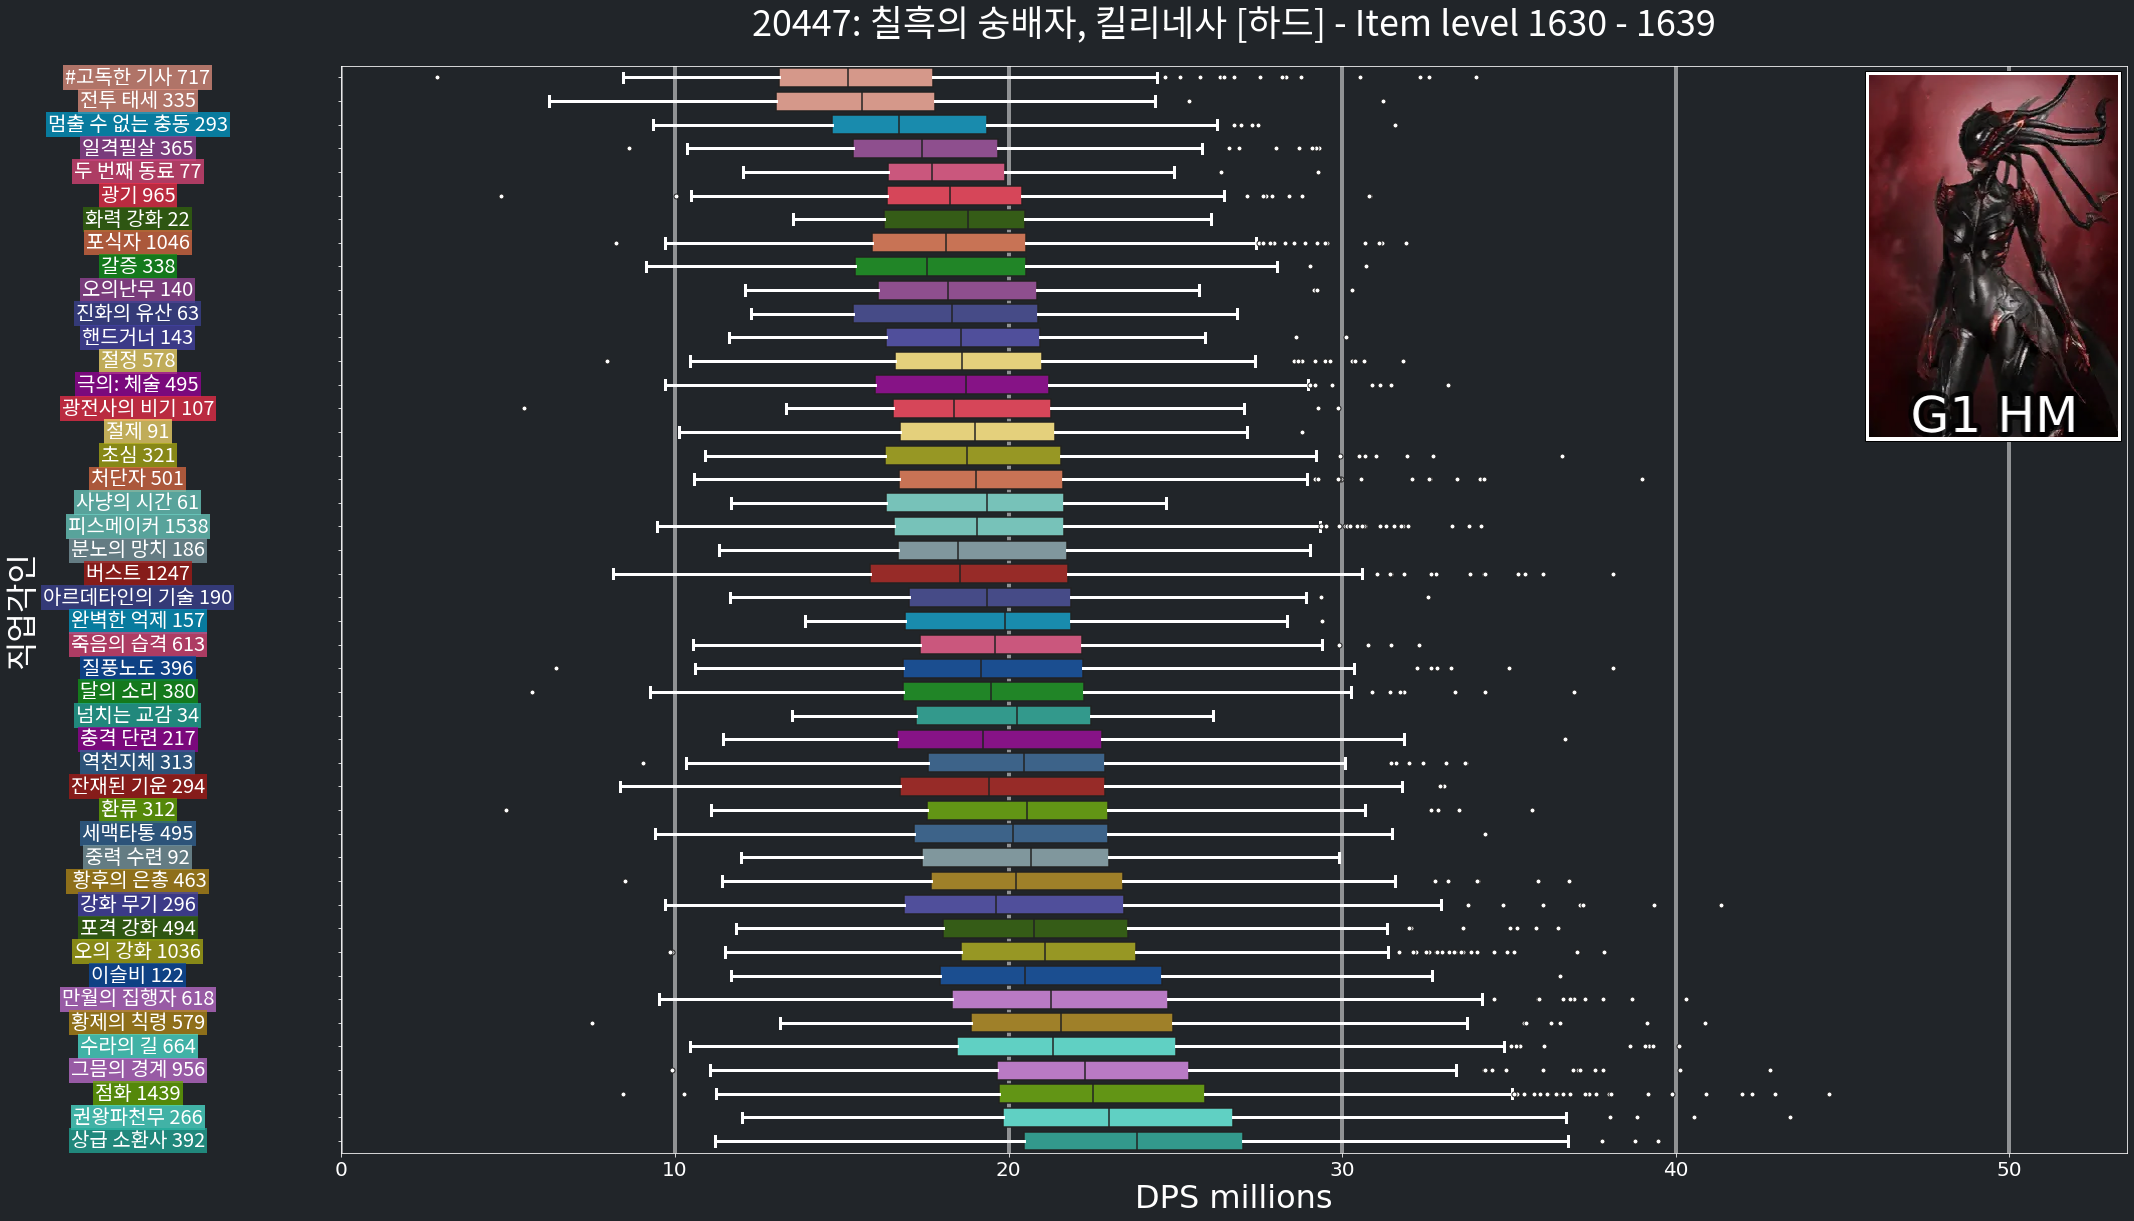 20447: 칠흑의 숭배자, 킬리네사 [하드] - Item level 1630 - 1639
#고독한 기사 717
전투 태세 335
멈출 수 없는 충동 293
일격필살 365
두 번째 동료 77
광기 965
화력 강화 22
포식자 1046
갈증 338
오의난무 140
진화의 유산 63
핸드거너 143
절정 578
극의: 체술 495
광전사의 비기 107
절제 91
초심 321
처단자 501
사냥의 시간 61
피스메이커 1538
분노의 망치 186
버스트 1247
아르데타인의 기술 190
완벽한 억제 157
죽음의 습격 613
질풍노도 396
달의 소리 380
넘치는 교감 34
충격 단련 217
역천지체 313
잔재된 기운 294
환류 312
세맥타통 495
중력 수련 92
황후의 은총 463
강화 무기 296
포격 강화 494
오의 강화 1036
이슬비 122
만월의 집행자 618
황제의 칙령 579
수라의 길 664
그믐의 경계 956
점화 1439
권왕파천무 266
상급 소환사 392
직업각인
G1 HM
0 10 20 30 40 50
DPS millions